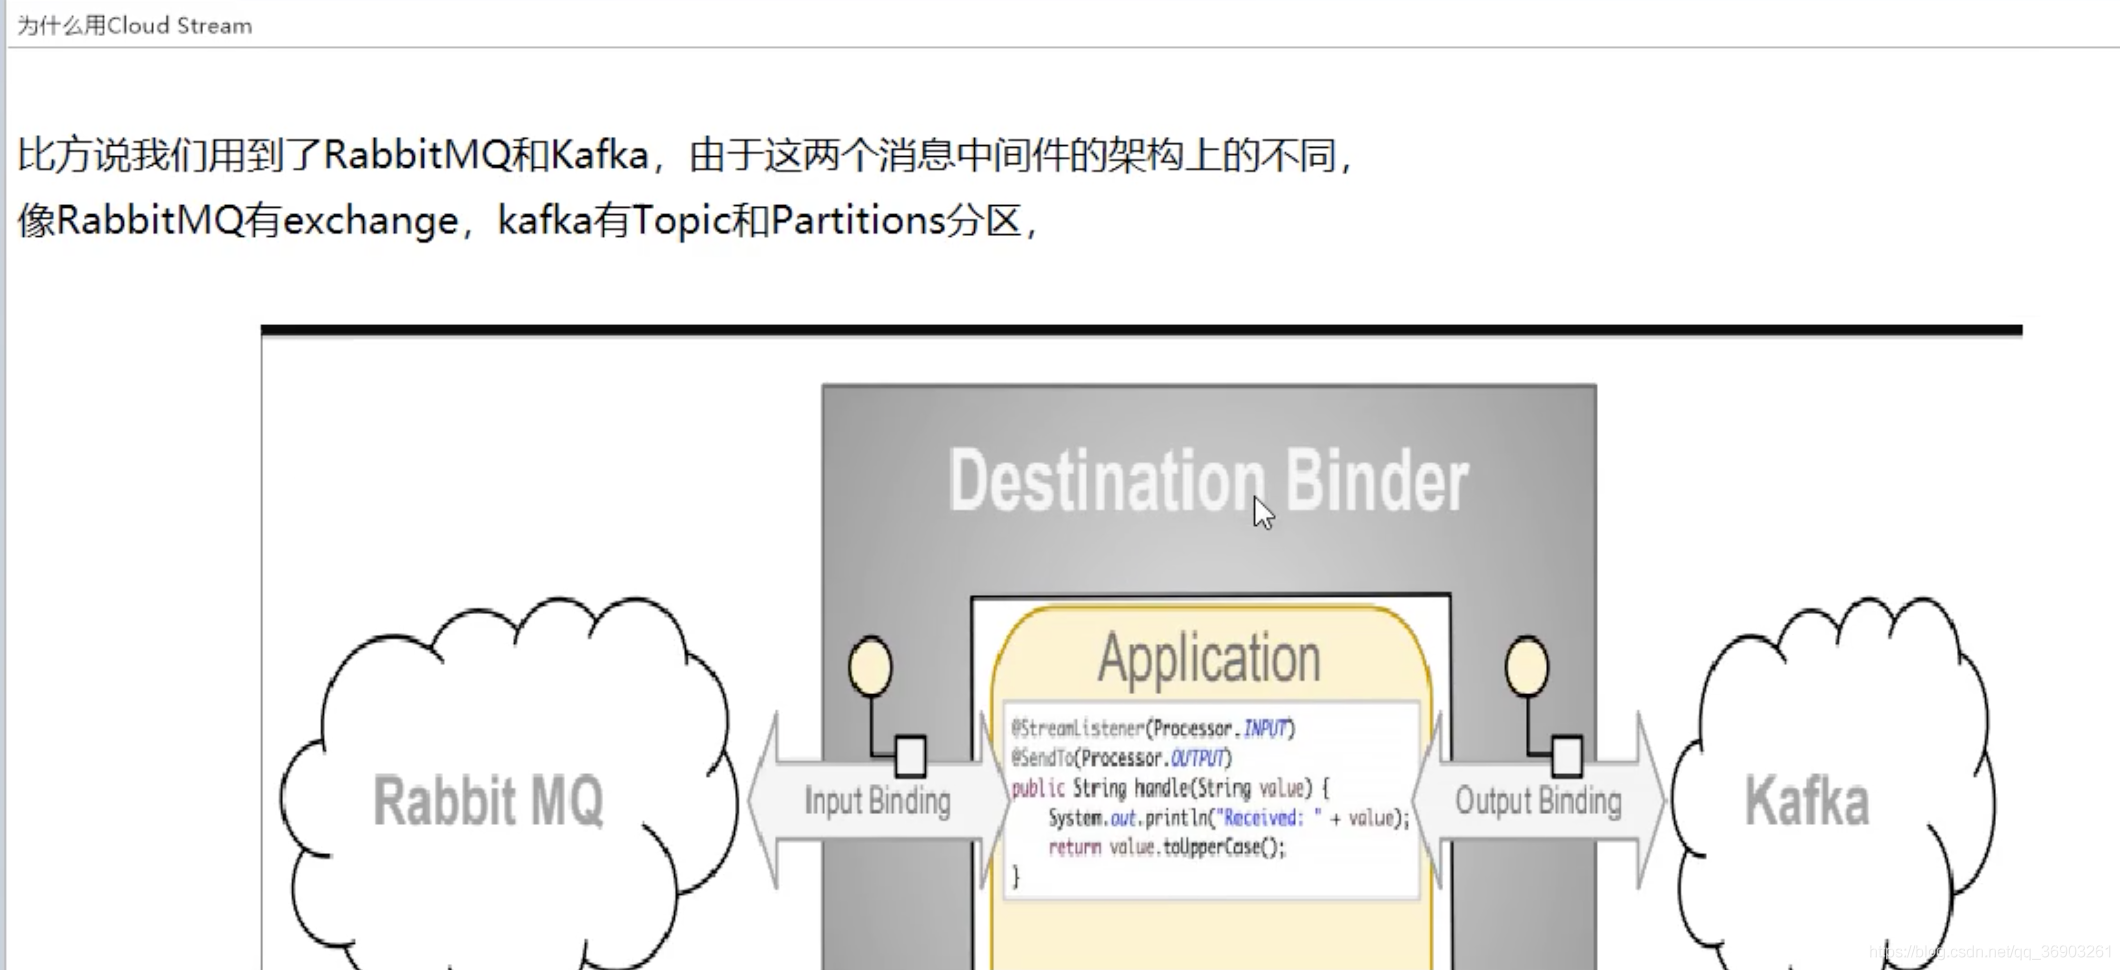 为什么用Cloud Stream
比方说我们用到了RabbitMQ和Kafka，由于这两个消息中间件的架构上的不同，
像RabbitMQ有exchange，kafka有Topic和Partitions分区，
Destination Binder
Application
@StreamListener(Processor.INPUT)
@SendTo(Processor.OUTPUT)
public String handle(String value) {
System.out.println("Received: " + value);
return value.toUpperCase();
}
Rabbit MQ
Input Binding
Output Binding
Kafka
https://blog.csdn.net/qq_36903261